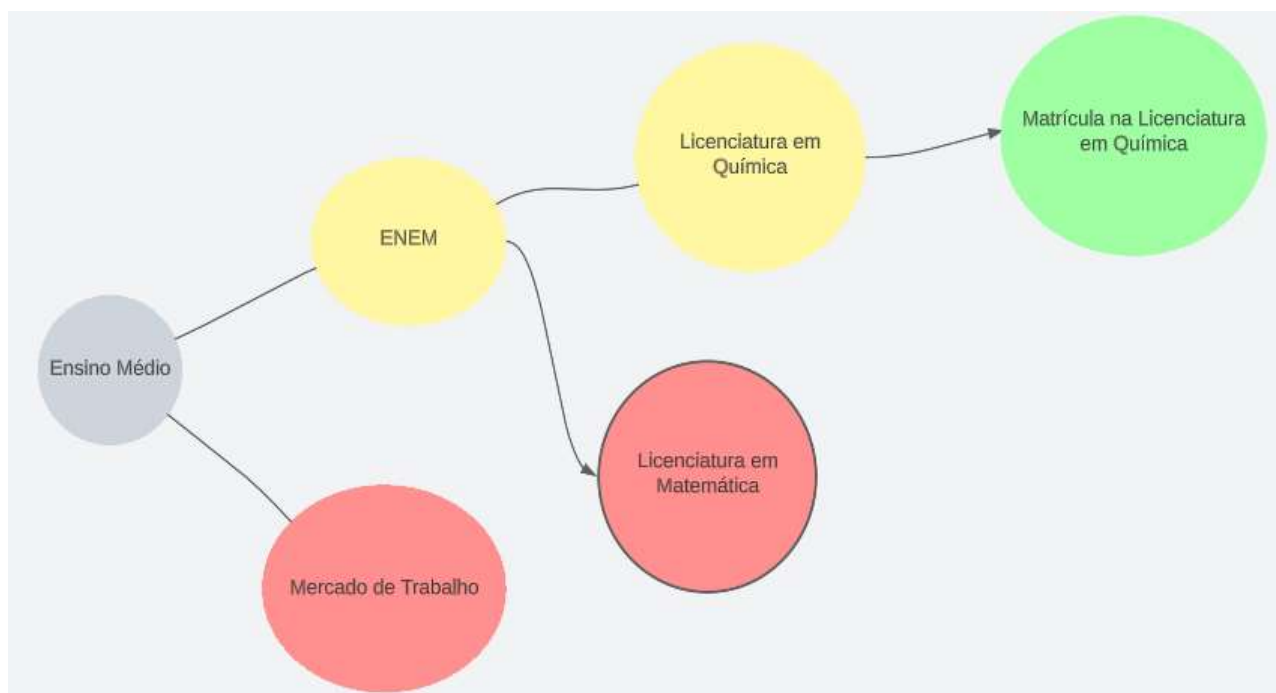 Matrícula na Licenciatura
em Química
Licenciatura em
Química
ENEM
Ensino Médio
Licenciatura em
Matemática
Mercado de Trabalho